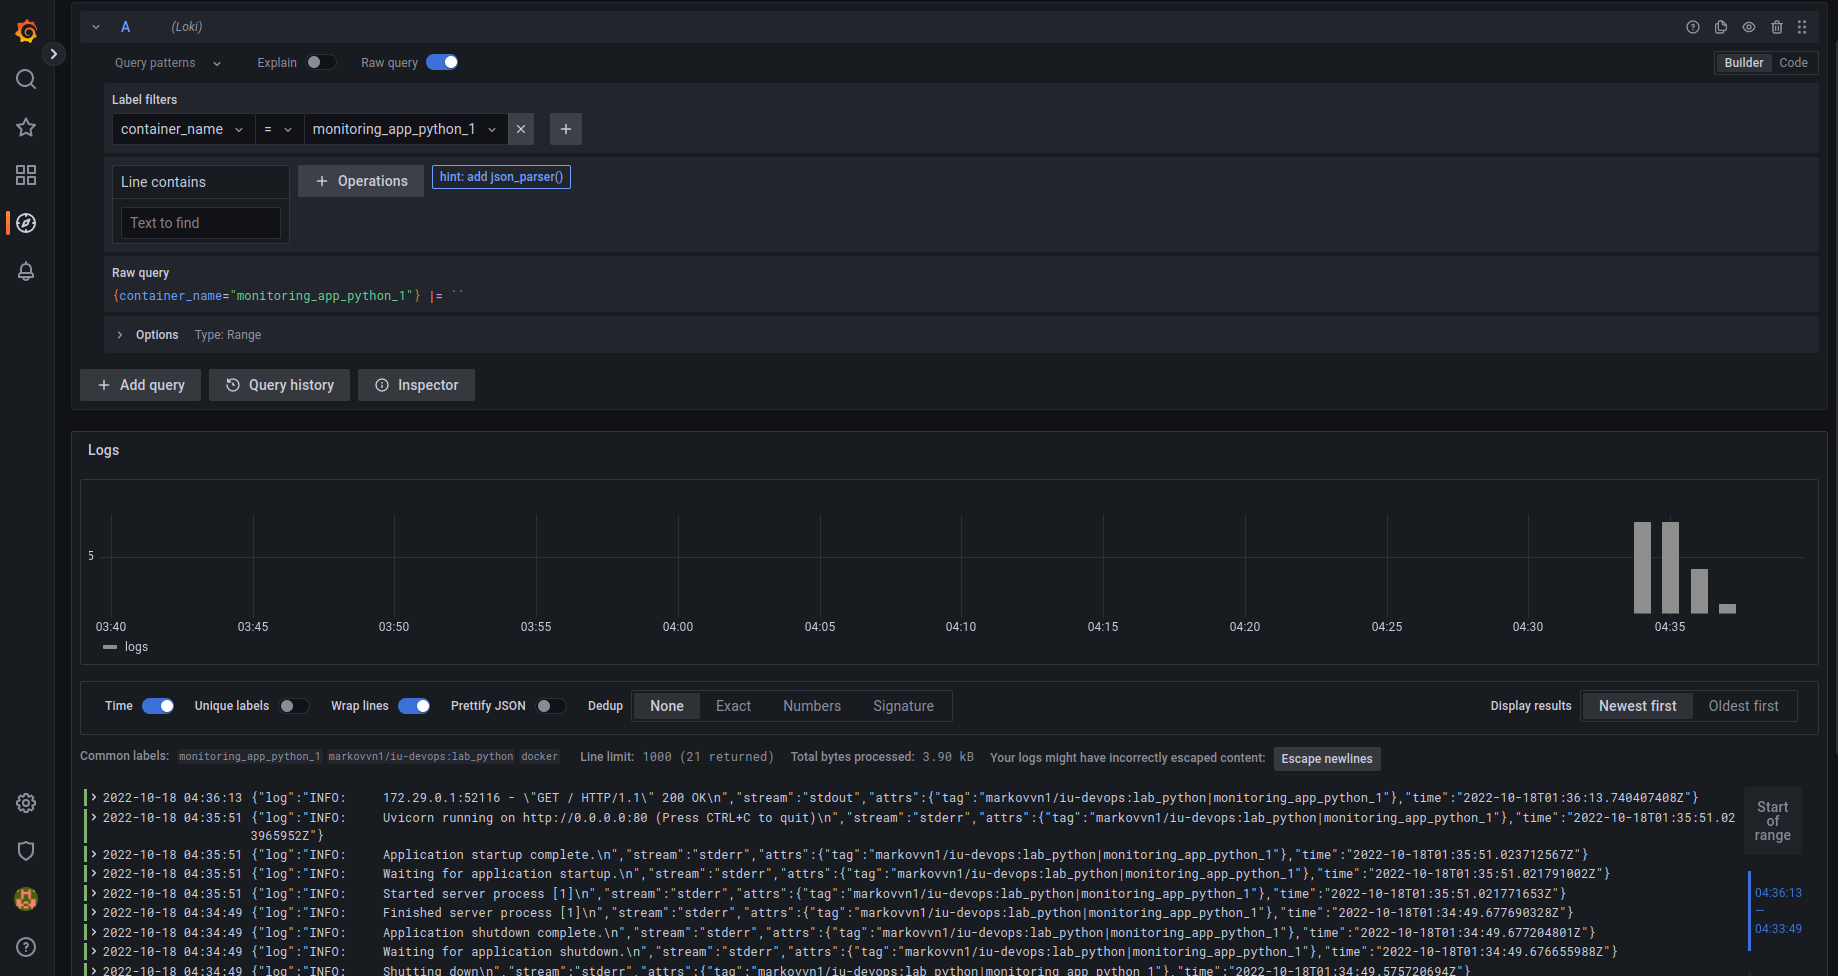 A (Loki)
Query patterns Explain Raw query Builder Code
Label filters
container_name = monitoring_app_python_1
Line contains + Operations hint: add json_parser()
Text to find
Raw query
{container_name="monitoring_app_python_1"} |= ``
Options Type: Range
+ Add query Query history Inspector
Logs
5
03:40 03:45 03:50 03:55 04:00 04:05 04:10 04:15 04:20 04:25 04:30 04:35
logs
Time Unique labels Wrap lines Prettify JSON Dedup None Exact Numbers Signature Display results Newest first Oldest first
Common labels: monitoring_app_python_1 markovvn1/iu-devops:lab_python docker Line limit: 1000 (21 returned) Total bytes processed: 3.90 kB Your logs might have incorrectly escaped content: Escape newlines
2022-10-18 04:36:13 {"log":"INFO: 172.29.0.1:52116 - \"GET / HTTP/1.1\" 200 OK\n","stream":"stdout","attrs":{"tag":"markovvn1/iu-devops:lab_python|monitoring_app_python_1"},"time":"2022-10-18T01:36:13.740407408Z"}
2022-10-18 04:35:51 {"log":"INFO: Uvicorn running on http://0.0.0.0:80 (Press CTRL+C to quit)\n","stream":"stderr","attrs":{"tag":"markovvn1/iu-devops:lab_python|monitoring_app_python_1"},"time":"2022-10-18T01:35:51.02
3965952Z"}
2022-10-18 04:35:51 {"log":"INFO: Application startup complete.\n","stream":"stderr","attrs":{"tag":"markovvn1/iu-devops:lab_python|monitoring_app_python_1"},"time":"2022-10-18T01:35:51.023712567Z"}
2022-10-18 04:35:51 {"log":"INFO: Waiting for application startup.\n","stream":"stderr","attrs":{"tag":"markovvn1/iu-devops:lab_python|monitoring_app_python_1"},"time":"2022-10-18T01:35:51.021791002Z"}
2022-10-18 04:35:51 {"log":"INFO: Started server process [1]\n","stream":"stderr","attrs":{"tag":"markovvn1/iu-devops:lab_python|monitoring_app_python_1"},"time":"2022-10-18T01:35:51.021771653Z"}
2022-10-18 04:34:49 {"log":"INFO: Finished server process [1]\n","stream":"stderr","attrs":{"tag":"markovvn1/iu-devops:lab_python|monitoring_app_python_1"},"time":"2022-10-18T01:34:49.677690328Z"}
2022-10-18 04:34:49 {"log":"INFO: Application shutdown complete.\n","stream":"stderr","attrs":{"tag":"markovvn1/iu-devops:lab_python|monitoring_app_python_1"},"time":"2022-10-18T01:34:49.677204801Z"}
2022-10-18 04:34:49 {"log":"INFO: Waiting for application shutdown.\n","stream":"stderr","attrs":{"tag":"markovvn1/iu-devops:lab_python|monitoring_app_python_1"},"time":"2022-10-18T01:34:49.676655988Z"}
2022-10-18 04:34:49 {"log":"INFO: Shutting down\n","stream":"stderr","attrs":{"tag":"markovvn1/iu-devops:lab_python|monitoring_app_python_1"},"time":"2022-10-18T01:34:49.575720694Z"}
Start
of
range
04:36:13
—
04:33:49